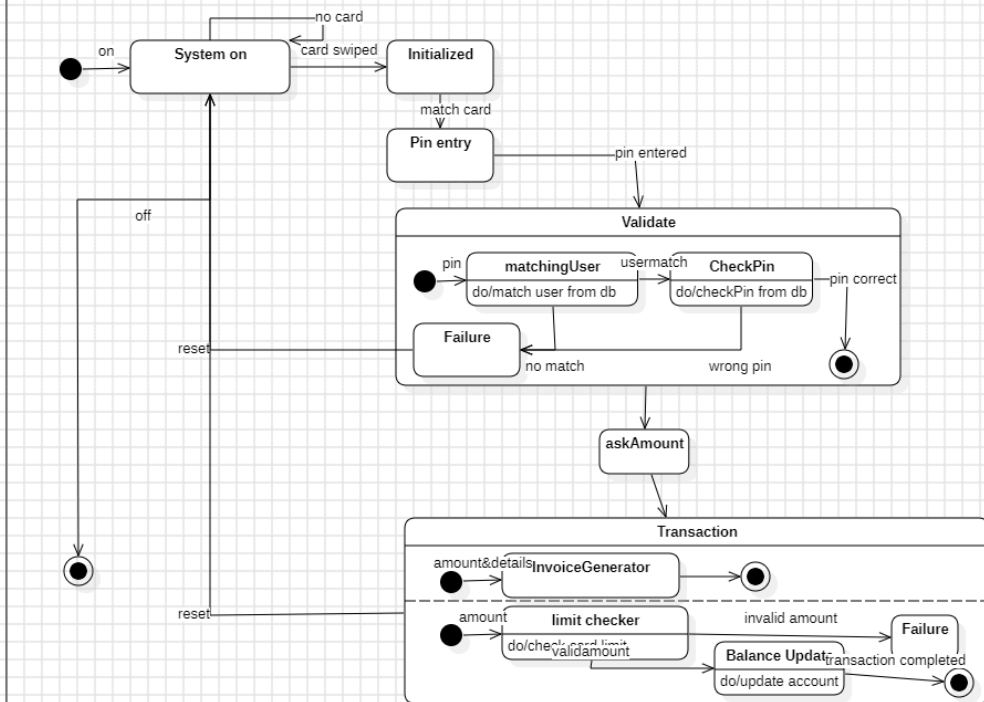 no card
on
System on
card swiped
Initialized
match card
Pin entry
pin entered
off
Validate
pin
matchingUser
usermatch
CheckPin
do/match user from db
do/checkPin from db
pin correct
Failure
reset
no match
wrong pin
askAmount
Transaction
amount&details
InvoiceGenerator
reset
amount
limit checker
invalid amount
Failure
do/check card limit
validamount
Balance Update
transaction completed
do/update account